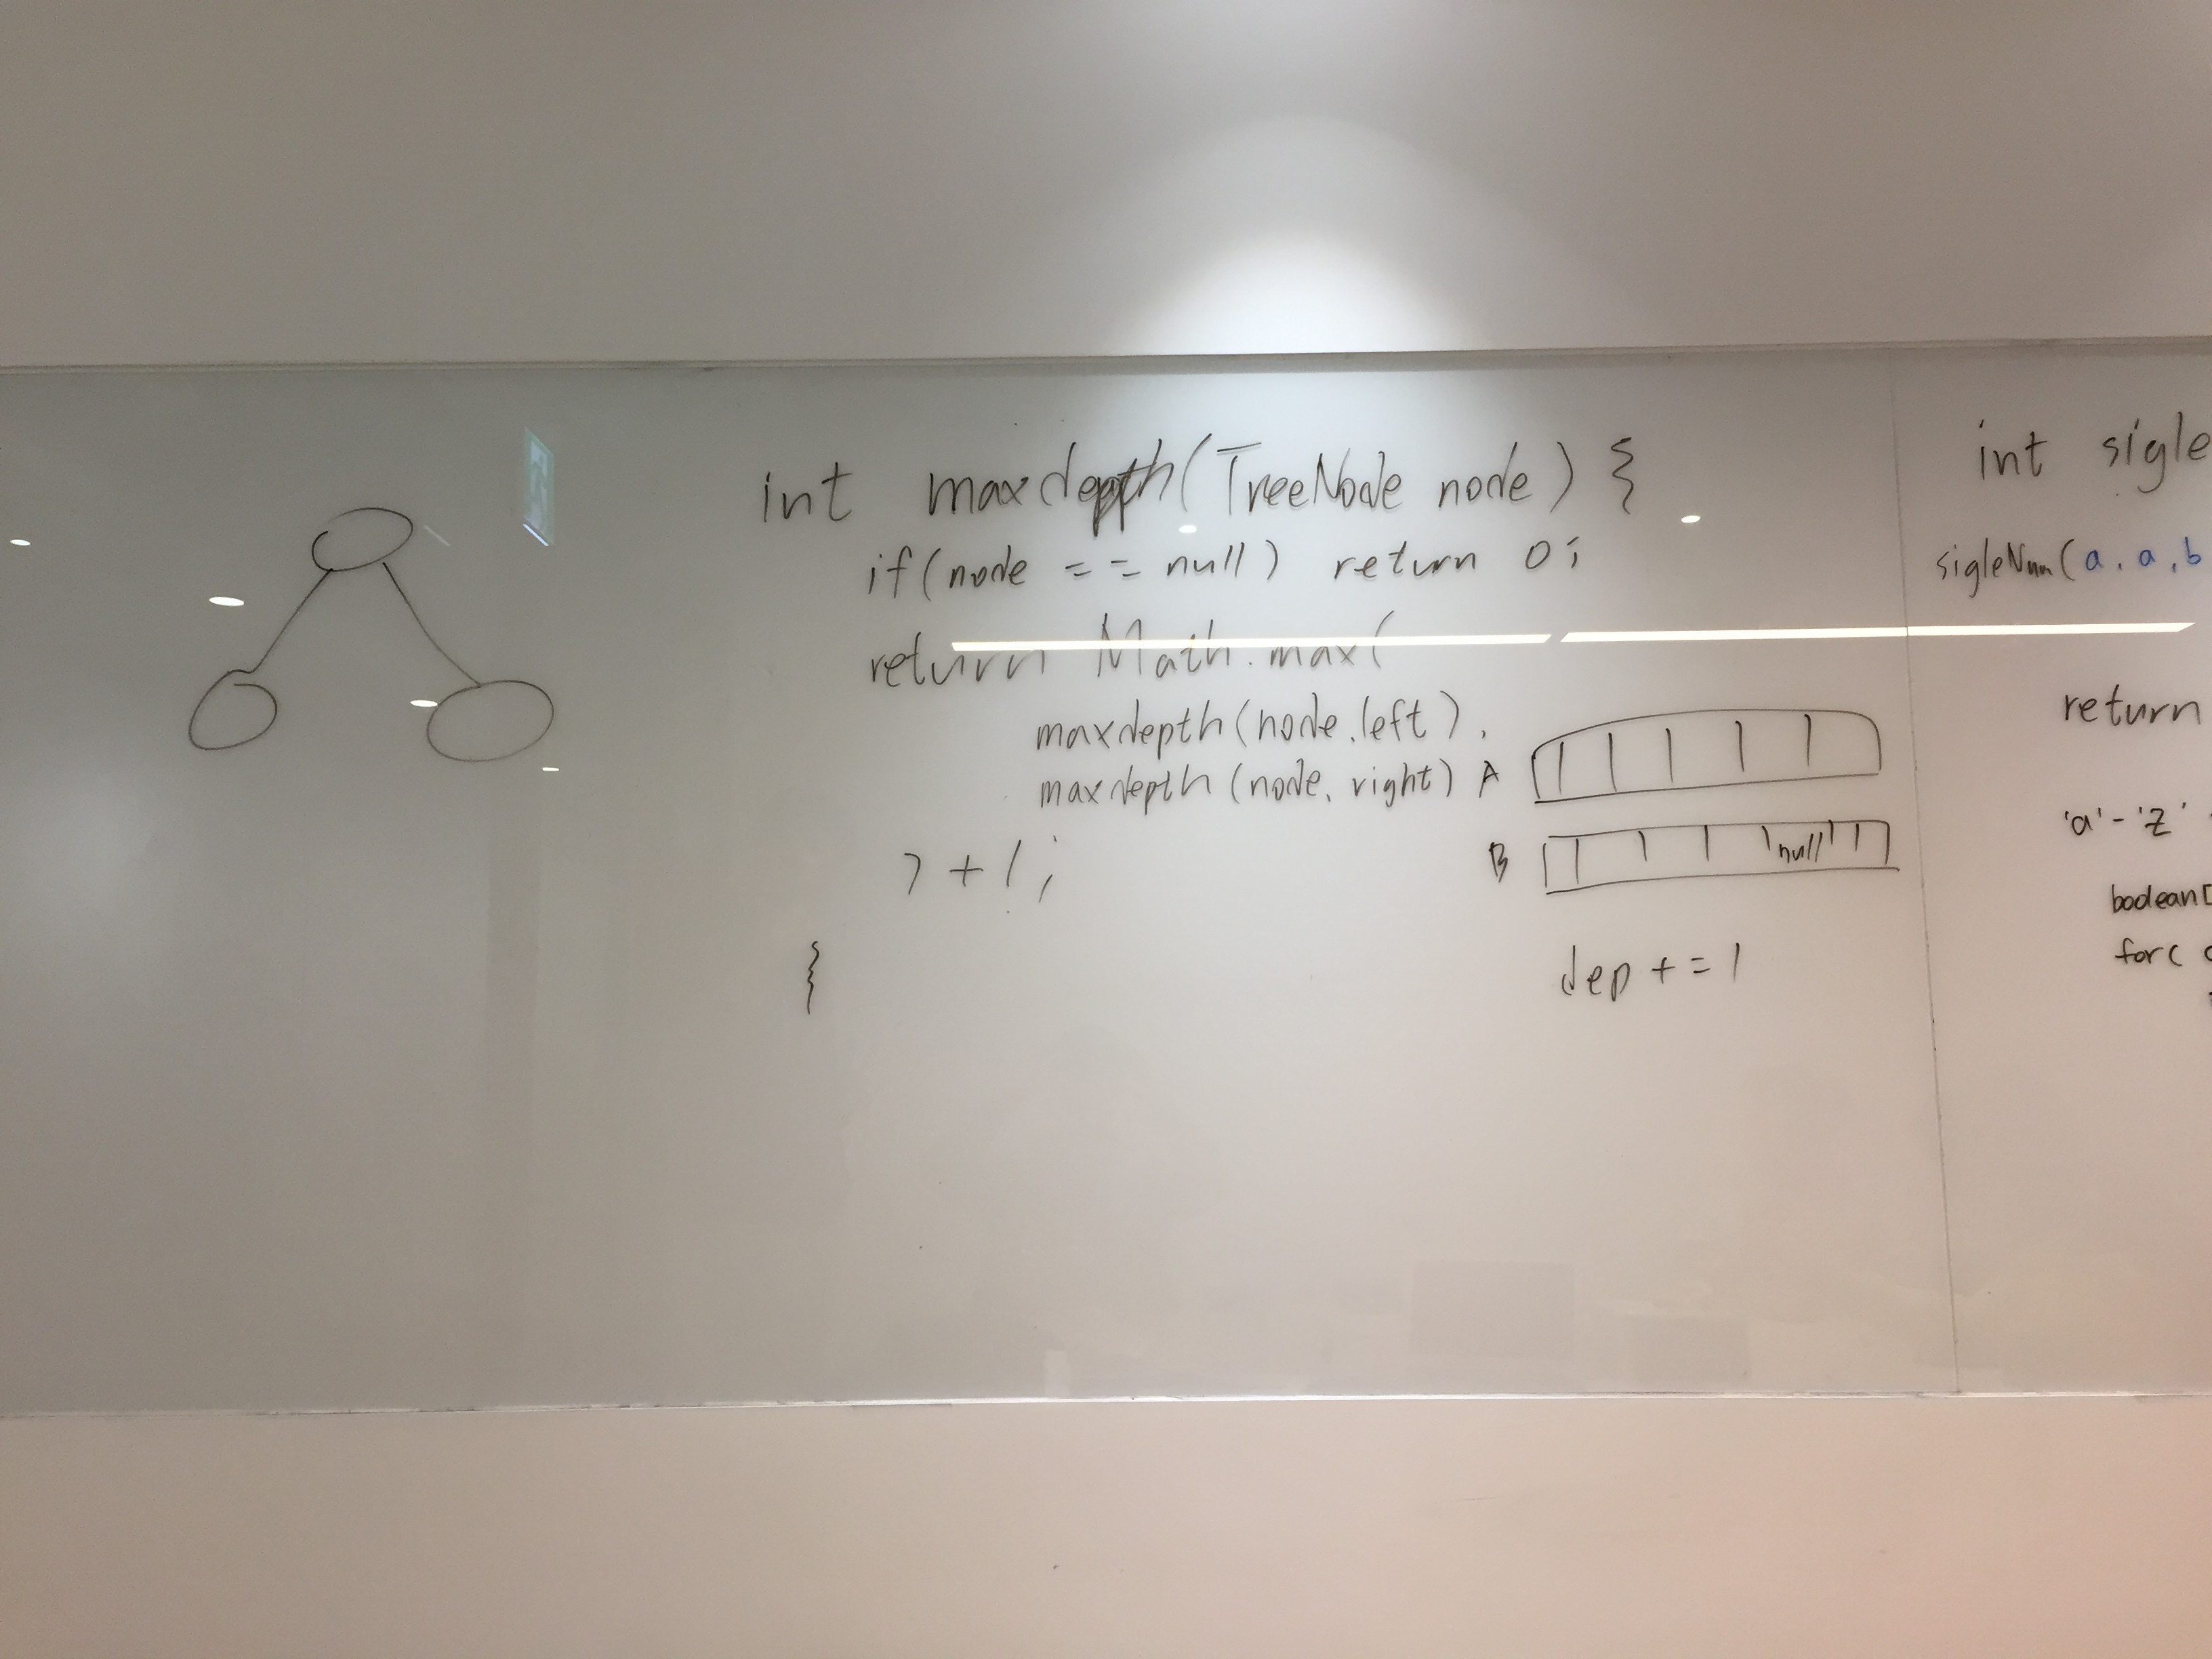 int maxdepth(TreeNode node) {
if(node == null) return 0;
return Math.max(
maxdepth(node.left),
maxdepth(node.right)
) + 1;
}
A
B null
dep += 1
int sigle
sigleNum(a, a, b
return
'a' - 'z'
boolean[
for(